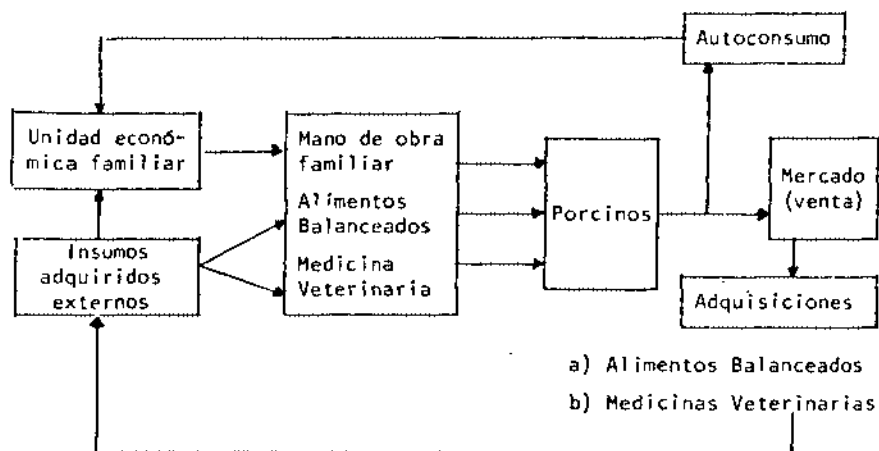 Autoconsumo
Unidad econó-
mica familiar
Mano de obra
familiar
Alimentos
Balanceados
Medicina
Veterinaria
Porcinos
Mercado
(venta)
Insumos
adquiridos
externos
Adquisiciones
a) Alimentos Balanceados
b) Medicinas Veterinarias